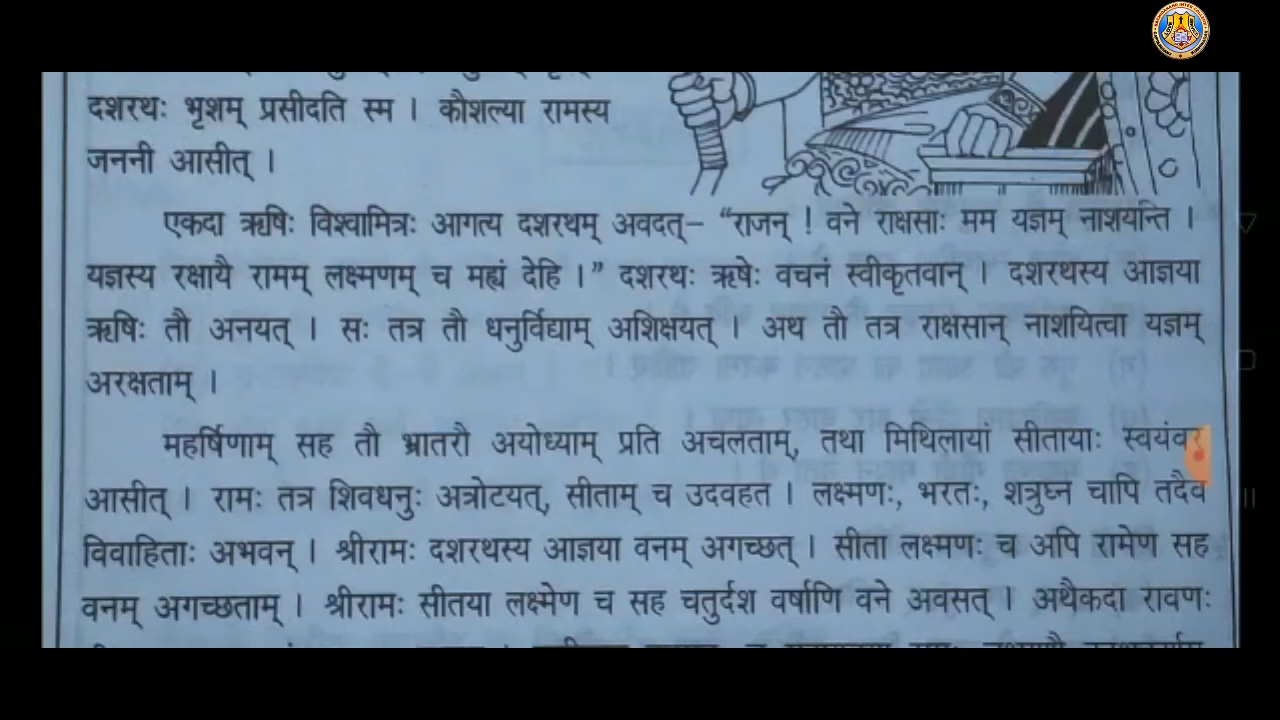 दशरथः भृशम् प्रसीदति स्म । कौशल्या रामस्य
जननी आसीत् ।
एकदा ऋषिः विश्वामित्रः आगत्य दशरथम् अवदत्– “राजन् ! वने राक्षसाः मम यज्ञम् नाशयन्ति ।
यज्ञस्य रक्षायै रामम् लक्ष्मणम् च मह्यं देहि ।” दशरथः ऋषेः वचनं स्वीकृतवान् । दशरथस्य आज्ञया
ऋषिः तौ अनयत् । सः तत्र तौ धनुर्विद्याम् अशिक्षयत् । अथ तौ तत्र राक्षसान् नाशयित्वा यज्ञम्
अरक्षताम् ।
महर्षिणाम् सह तौ भ्रातरौ अयोध्याम् प्रति अचलताम्, तथा मिथिलायां सीतायाः
आसीत् । रामः तत्र शिवधनुः अत्रोटयत्, सीताम् च उदवहत । लक्ष्मणः, भरतः, शत्रुघ्न चापि तदैव
विवाहिताः अभवन् । श्रीरामः दशरथस्य आज्ञया वनम् अगच्छत् । सीता लक्ष्मणः च अपि रामेण सह
वनम् अगच्छताम् । श्रीरामः सीतया लक्ष्मेण च सह चतुर्दश वर्षाणि वने अवसत् । अथैकदा रावणः